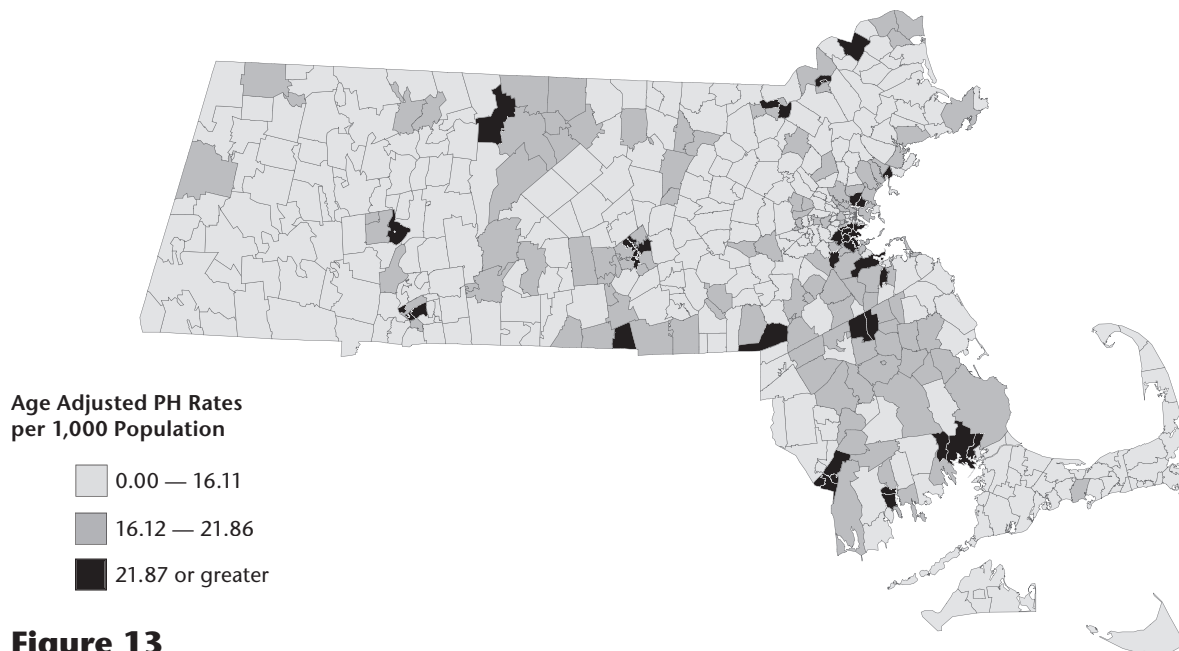 Age Adjusted PH Rates
per 1,000 Population
0.00 — 16.11
16.12 — 21.86
21.87 or greater
Figure 13